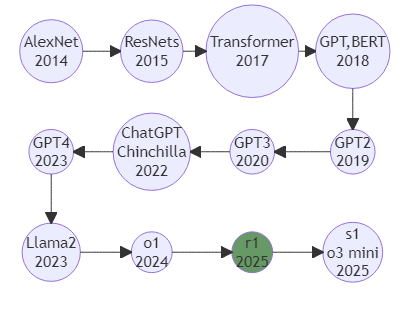 AlexNet
2014
ResNets
2015
Transformer
2017
GPT,BERT
2018
GPT2
2019
GPT3
2020
ChatGPT
Chinchilla
2022
GPT4
2023
Llama2
2023
o1
2024
r1
2025
s1
o3 mini
2025